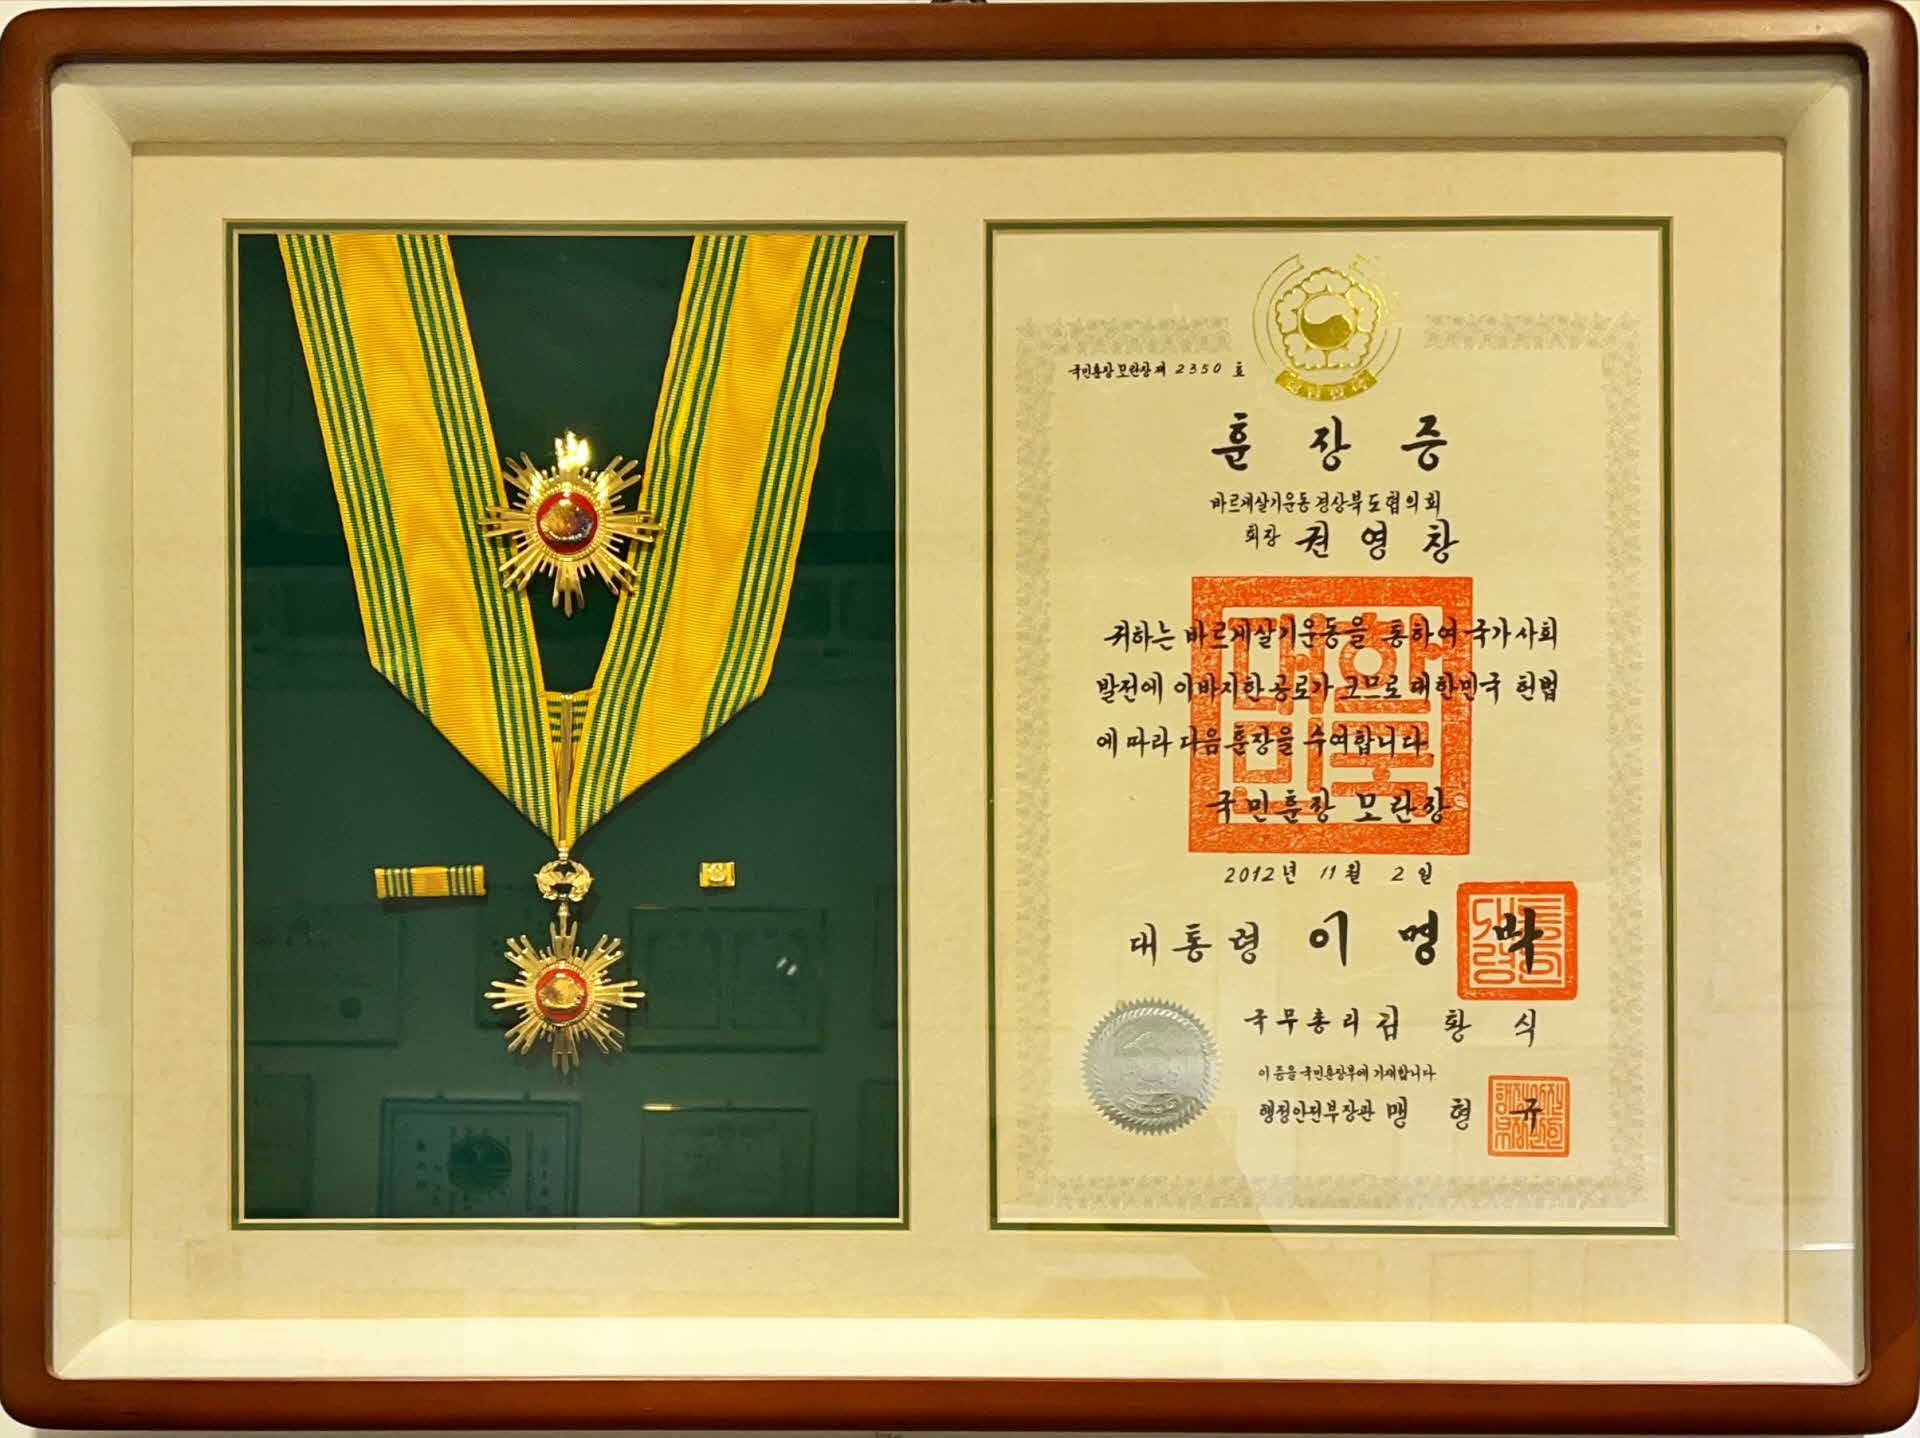 국민훈장모란장제 2350 호
훈장증
바르게살기운동경상북도협의회
회장 권영창
귀하는 바르게살기운동을 통하여 국가사회
발전에 이바지한 공로가 크므로 대한민국 헌법
에 따라 다음 훈장을 수여합니다
국민훈장 모란장
대한
민국
2012년 11월 2일
대통령 이명박
국무총리 김황식
이 증을 국민훈장부에 기재합니다
행정안전부장관 맹형규